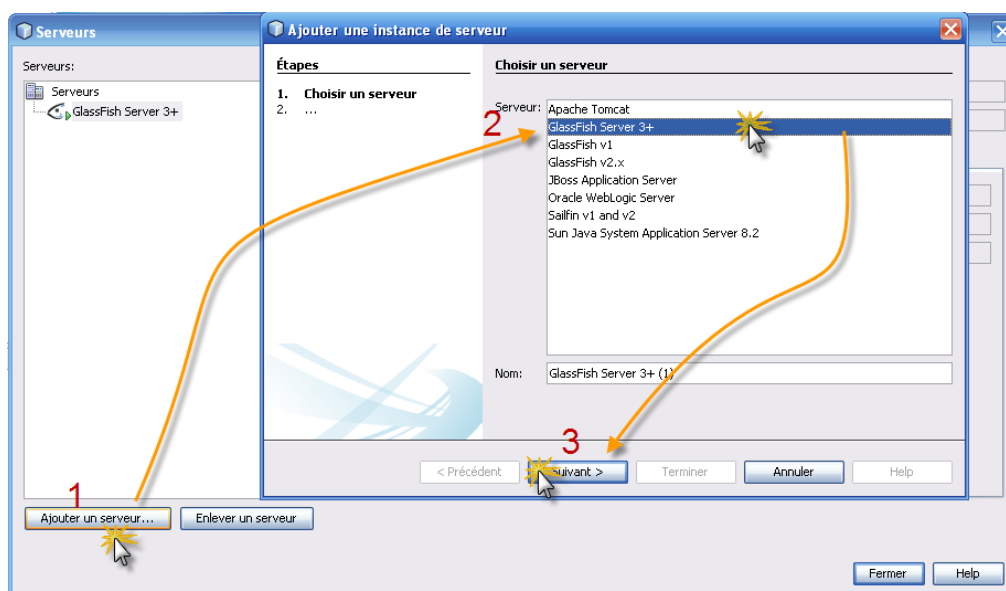 Serveurs
Ajouter une instance de serveur
Serveurs:
Serveurs
GlassFish Server 3+
Étapes
1. Choisir un serveur
2. ...
Choisir un serveur
Serveur:
Apache Tomcat
GlassFish Server 3+
GlassFish v1
GlassFish v2.x
JBoss Application Server
Oracle WebLogic Server
Sailfin v1 and v2
Sun Java System Application Server 8.2
2
Nom:
GlassFish Server 3+ (1)
3
< Précédent
Suivant >
Terminer
Annuler
Help
1
Ajouter un serveur...
Enlever un serveur
Fermer
Help